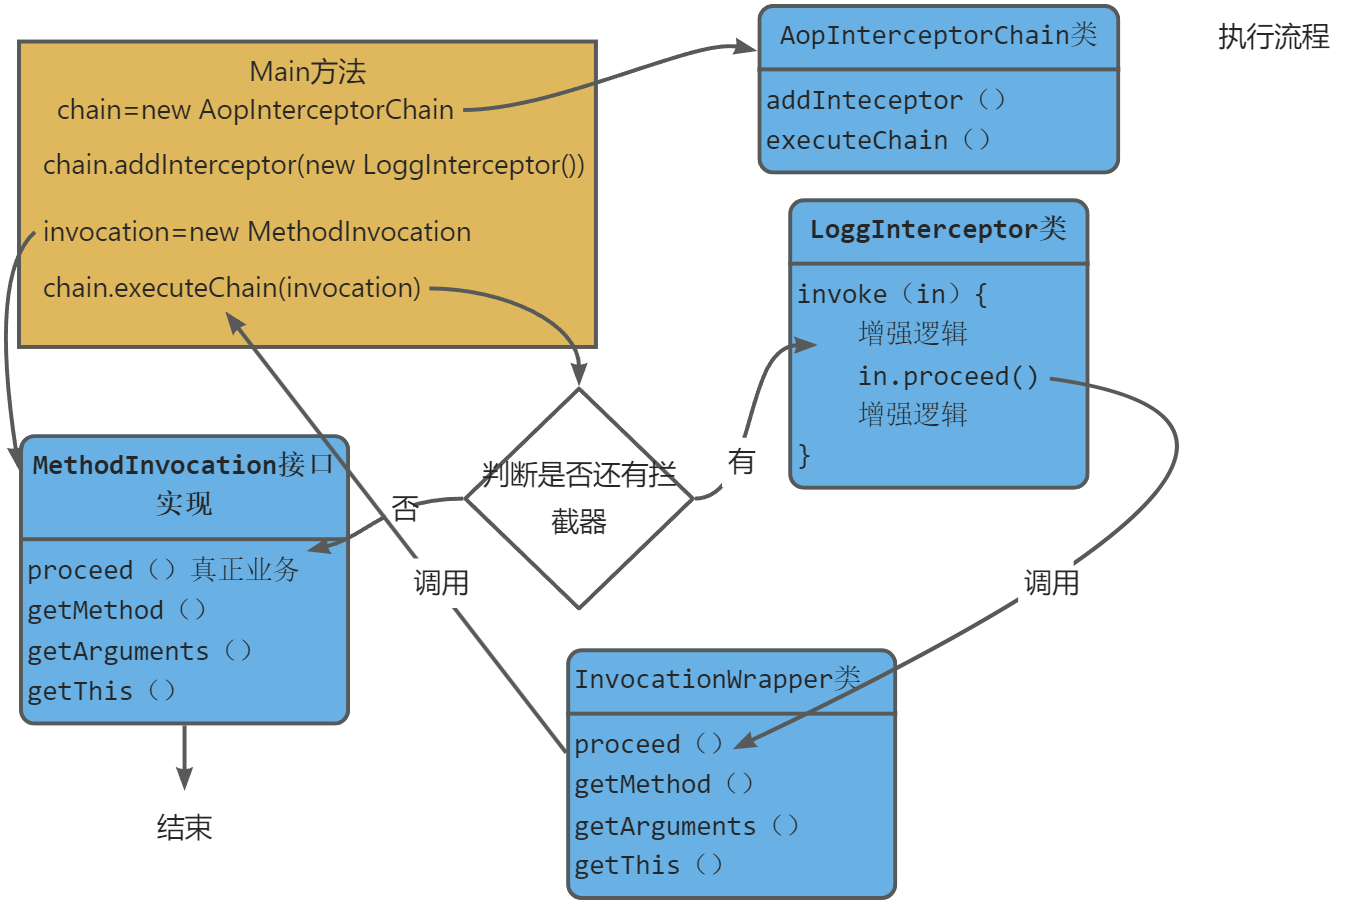 执行流程
Main方法
chain=new AopInterceptorChain
chain.addInterceptor(new LoggInterceptor())
invocation=new MethodInvocation
chain.executeChain(invocation)
AopInterceptorChain类
addInteceptor（）
executeChain（）
LoggInterceptor类
invoke（in）{
增强逻辑
in.proceed()
增强逻辑
}
判断是否还有拦
截器
有
否
调用
调用
MethodInvocation接口
实现
proceed（）真正业务
getMethod（）
getArguments（）
getThis（）
结束
InvocationWrapper类
proceed（）
getMethod（）
getArguments（）
getThis（）